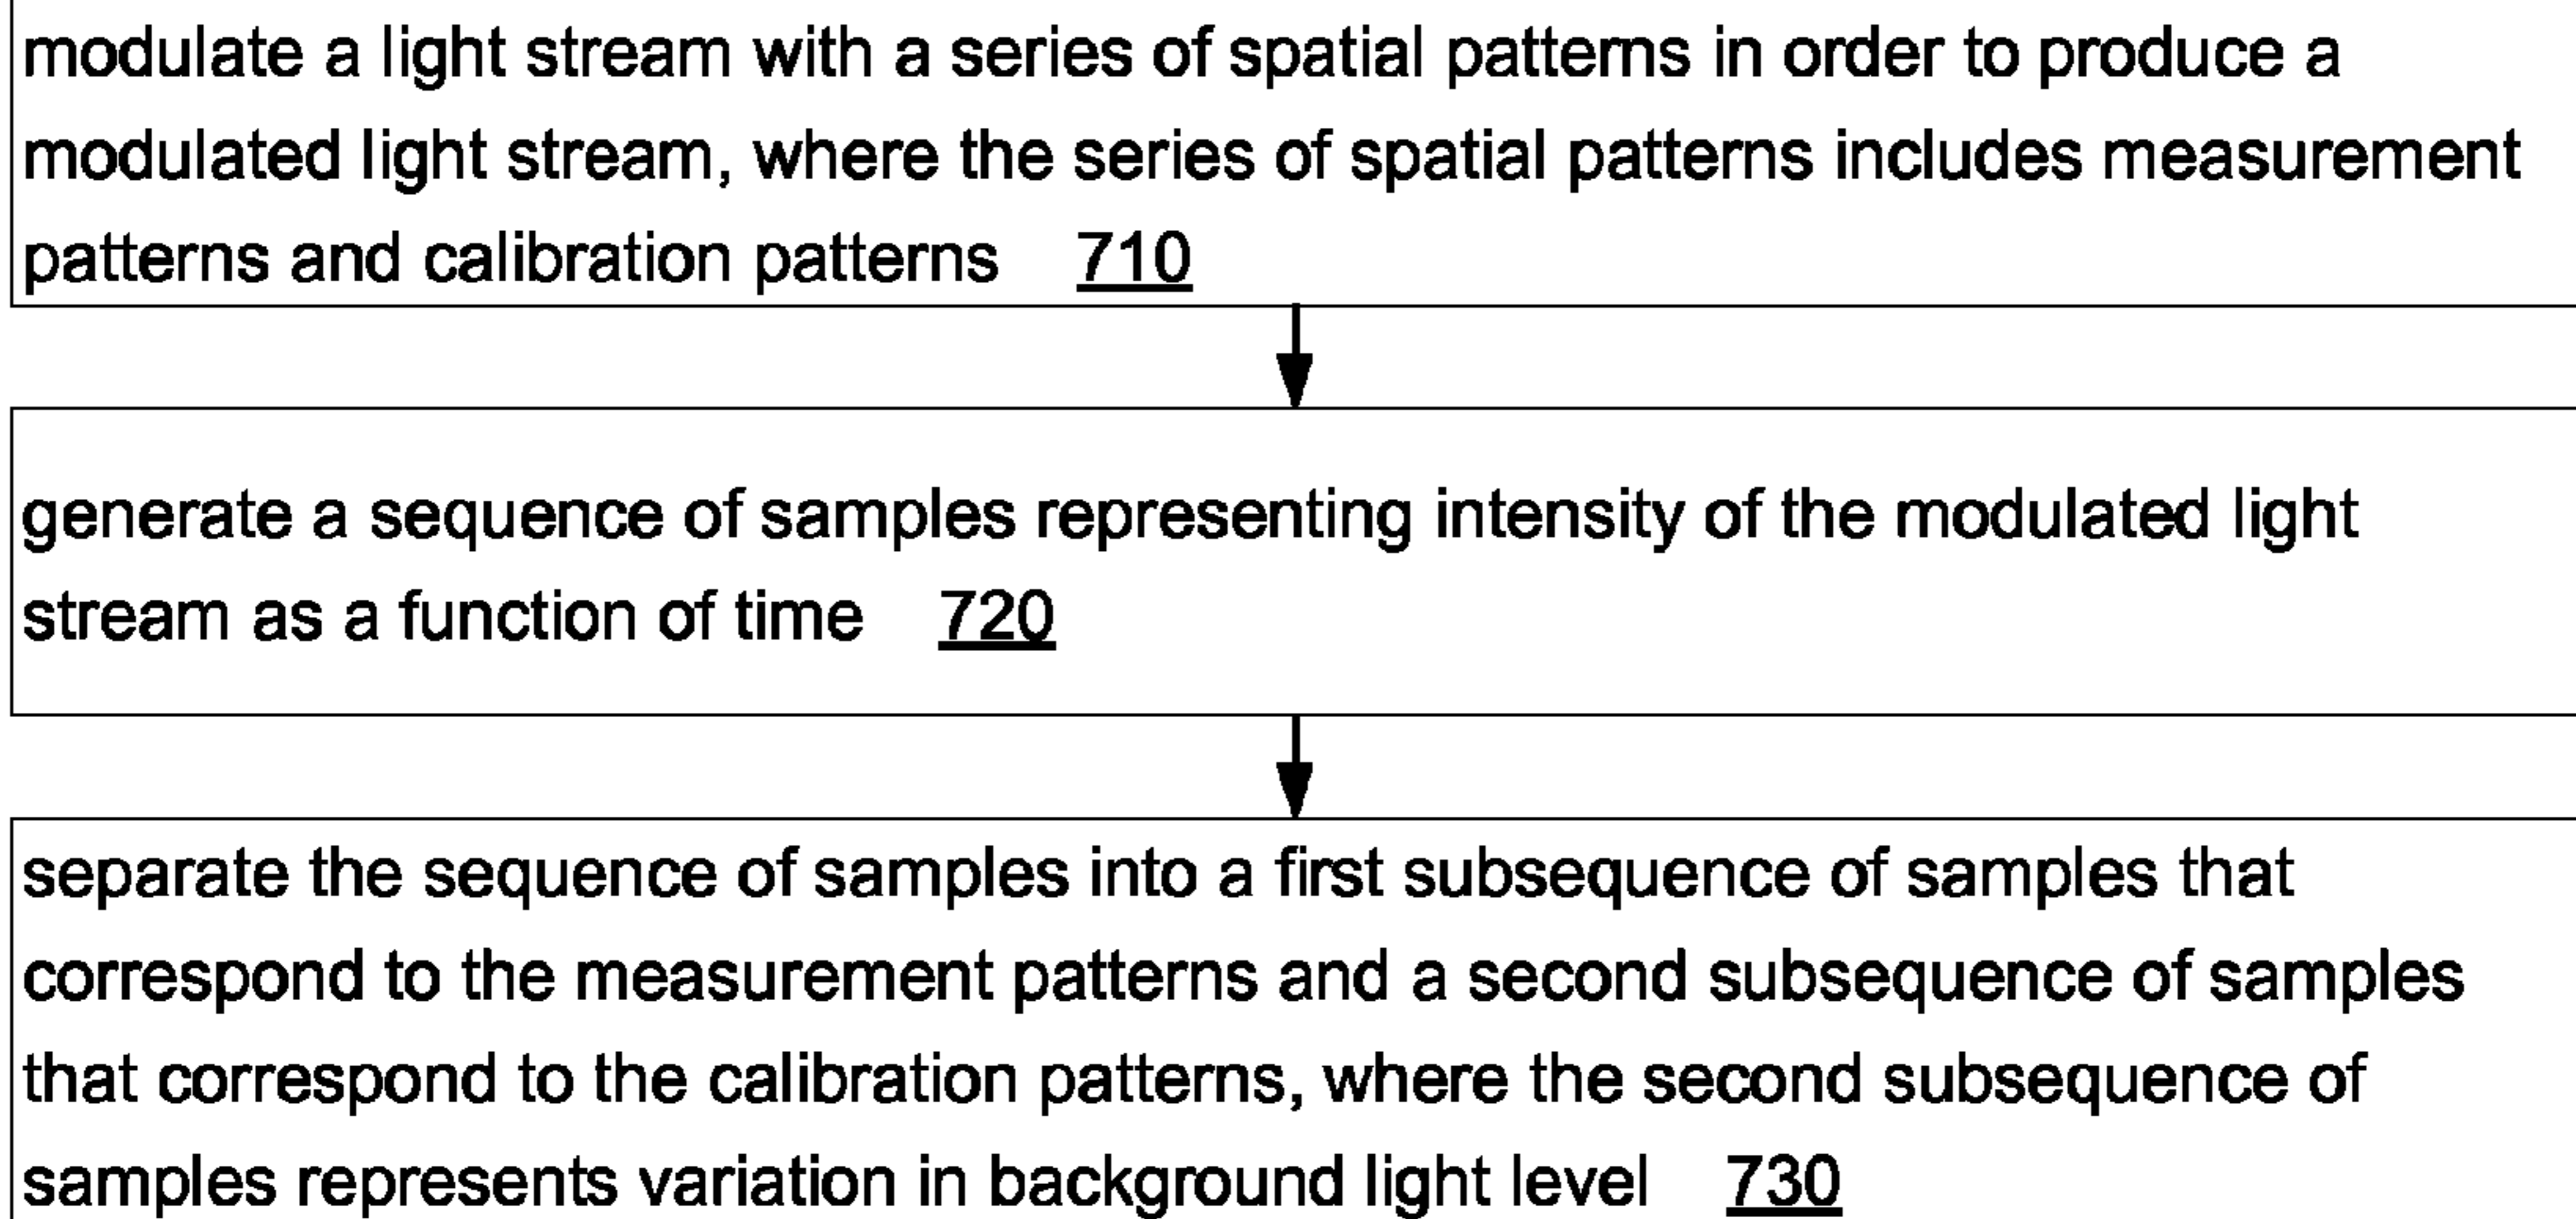 modulate a light stream with a series of spatial patterns in order to produce a
modulated light stream, where the series of spatial patterns includes measurement
patterns and calibration patterns 710
generate a sequence of samples representing intensity of the modulated light
stream as a function of time 720
separate the sequence of samples into a first subsequence of samples that
correspond to the measurement patterns and a second subsequence of samples
that correspond to the calibration patterns, where the second subsequence of
samples represents variation in background light level 730